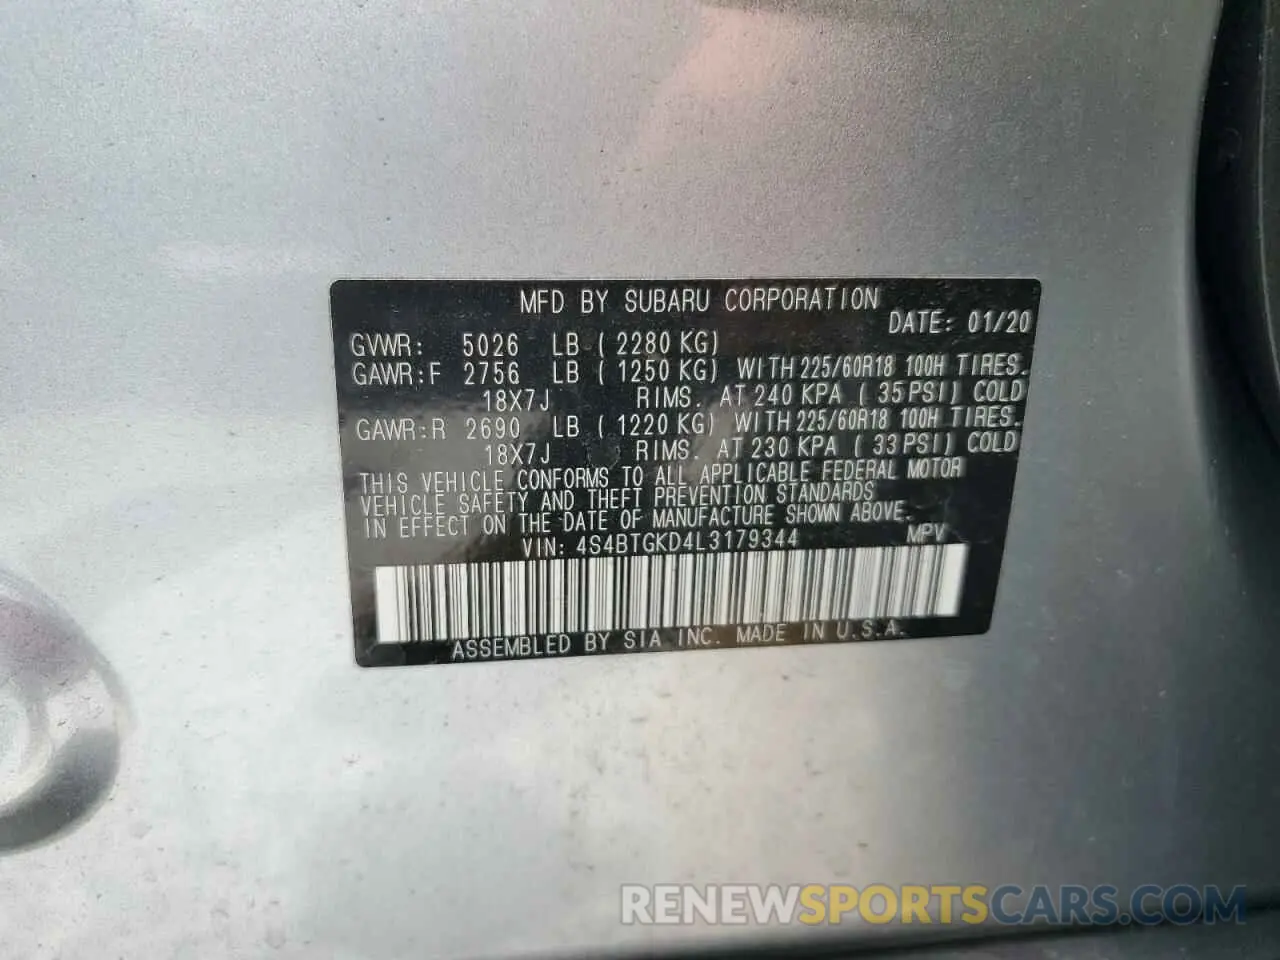 MFD BY SUBARU CORPORATION
DATE: 01/20
GVWR: 5026 LB ( 2280 KG)
GAWR:F 2756 LB ( 1250 KG) WITH 225/60R18 100H TIRES.
18X7J RIMS. AT 240 KPA ( 35 PSI) COLD
GAWR:R 2690 LB ( 1220 KG) WITH 225/60R18 100H TIRES.
18X7J RIMS. AT 230 KPA ( 33 PSI) COLD
THIS VEHICLE CONFORMS TO ALL APPLICABLE FEDERAL MOTOR
VEHICLE SAFETY AND THEFT PREVENTION STANDARDS
IN EFFECT ON THE DATE OF MANUFACTURE SHOWN ABOVE.
VIN: 4S4BTGKD4L3179344 MPV
ASSEMBLED BY SIA INC. MADE IN U.S.A.
RENEWSPORTSCARS.COM